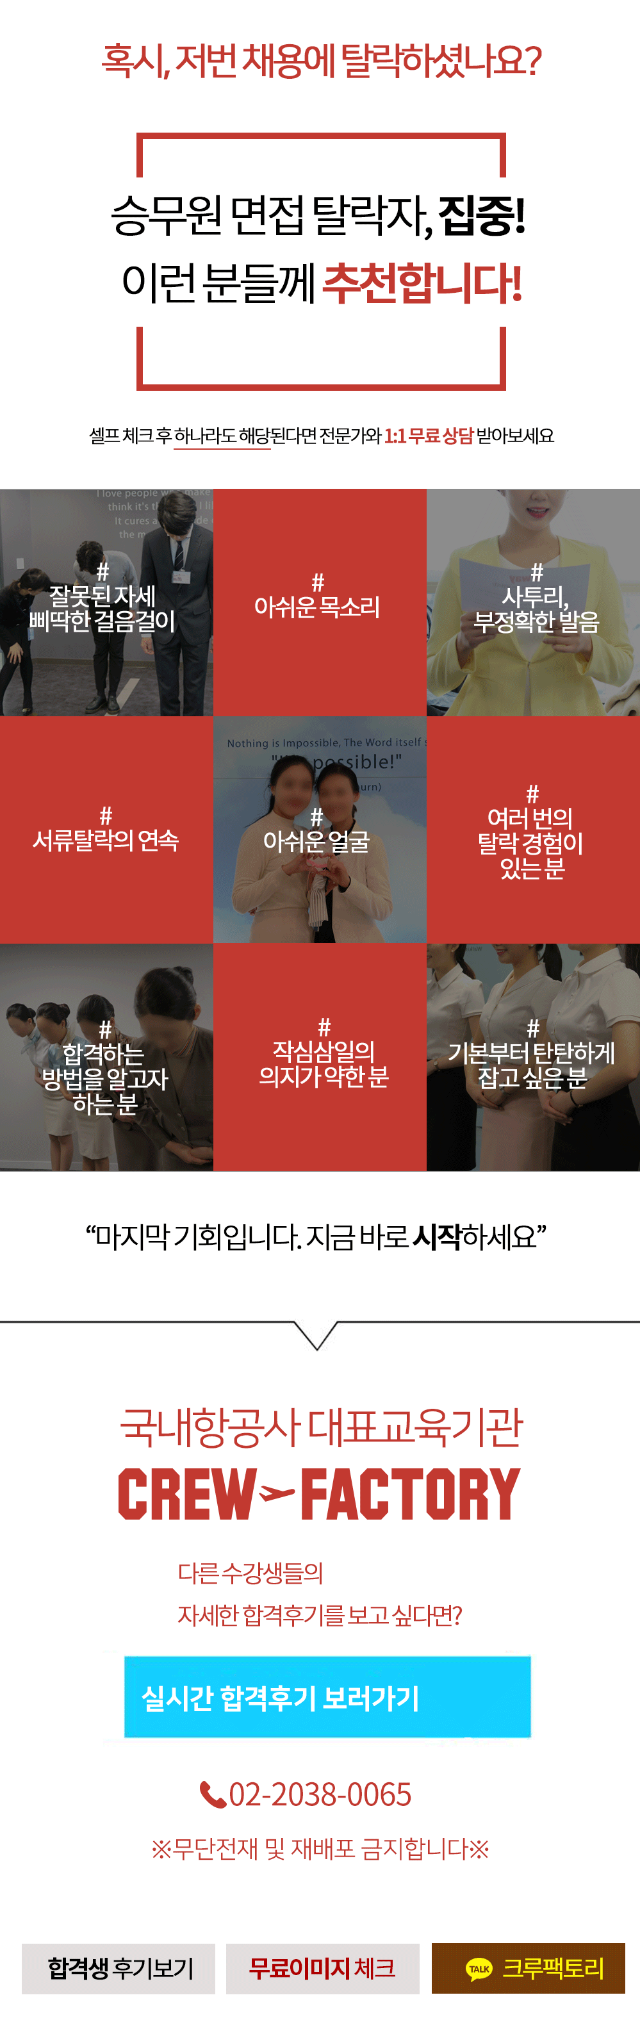 혹시, 저번 채용에 탈락하셨나요?
승무원 면접 탈락자, 집중!
이런 분들께 추천합니다!
셀프 체크 후 하나라도 해당된다면 전문가와 1:1 무료 상담 받아보세요
I love people
think it's
It cures a
the m
#
잘못된 자세
삐딱한 걸음걸이
#
아쉬운 목소리
#
사투리,
부정확한 발음
#
서류탈락의 연속
Nothing is impossible, The Word itself
possible!"
#
아쉬운 얼굴
#
여러 번의
탈락 경험이
있는 분
#
합격하는
방법을 알고자
하는 분
#
작심삼일의
의지가 약한 분
#
기본부터 탄탄하게
잡고 싶은 분
“마지막 기회입니다. 지금 바로 시작하세요”
국내항공사 대표교육기관
CREW FACTORY
다른 수강생들의
자세한 합격후기를 보고 싶다면?
실시간 합격후기 보러가기
02-2038-0065
※무단전재 및 재배포 금지합니다※
합격생 후기보기
무료이미지 체크
TALK 크루팩토리